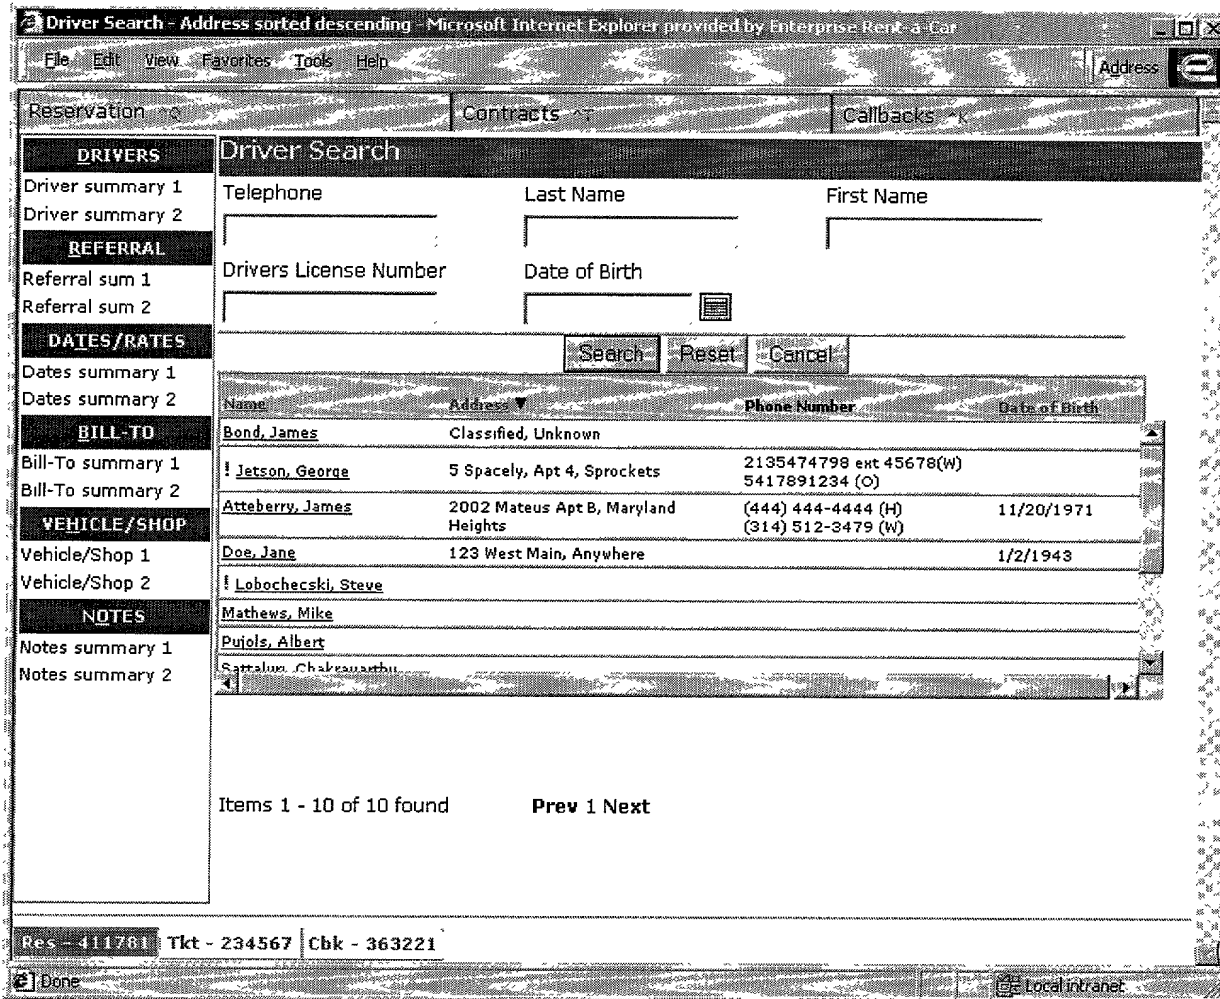 Driver Search - Address sorted descending - Microsoft Internet Explorer provided by Enterprise Rent-a-Car
File Edit View Favorites Tools Help
Address
Reservation ^Q
Contracts ^T
Callbacks ^K
DRIVERS
Driver summary 1
Driver summary 2
REFERRAL
Referral sum 1
Referral sum 2
DATES/RATES
Dates summary 1
Dates summary 2
BILL-TO
Bill-To summary 1
Bill-To summary 2
VEHICLE/SHOP
Vehicle/Shop 1
Vehicle/Shop 2
NOTES
Notes summary 1
Notes summary 2
Driver Search
Telephone Last Name First Name
Drivers License Number Date of Birth
Search Reset Cancel
Name Address ▼ Phone Number Date of Birth
Bond, James Classified, Unknown
! Jetson, George 5 Spacely, Apt 4, Sprockets 2135474798 ext 45678(W)
5417891234 (O)
Atteberry, James 2002 Mateus Apt B, Maryland (444) 444-4444 (H) 11/20/1971
Heights (314) 512-3479 (W)
Doe, Jane 123 West Main, Anywhere 1/2/1943
! Lobochecski, Steve
Mathews, Mike
Pujols, Albert
Items 1 - 10 of 10 found Prev 1 Next
Res - 411781 Tkt - 234567 Cbk - 363221
Done Local intranet